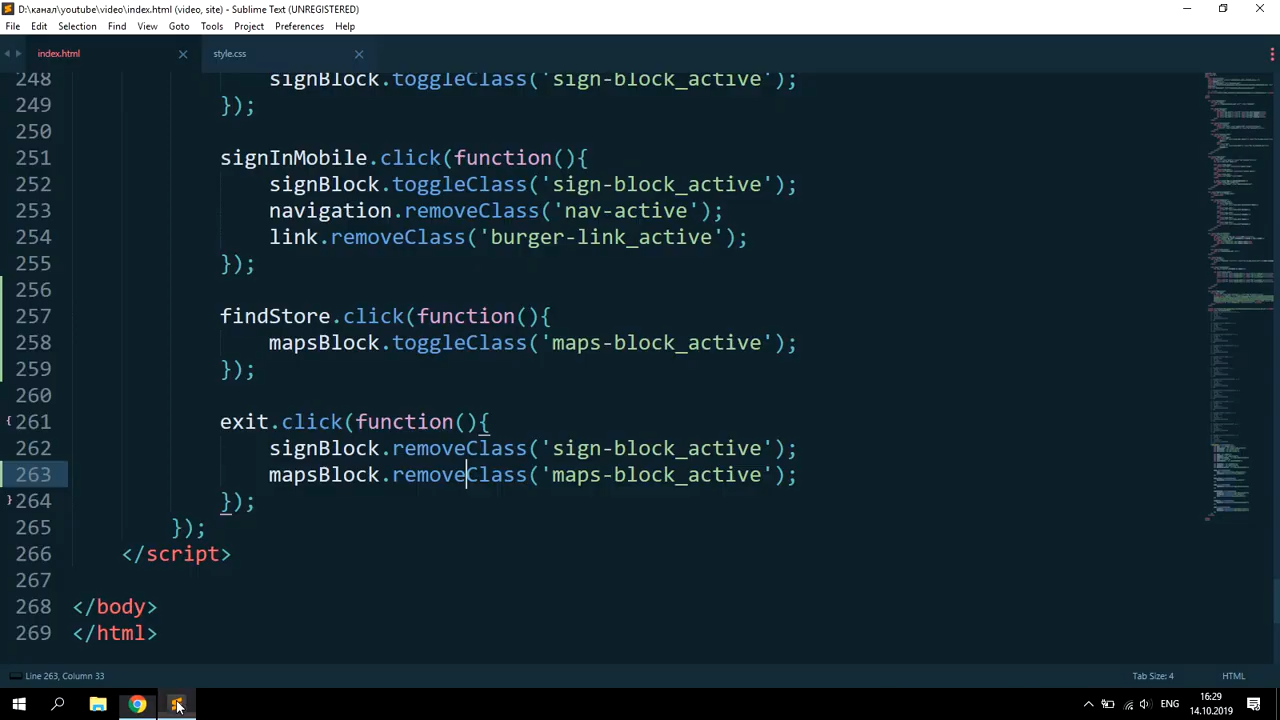 D:\канал\youtube\video\index.html (video, site) - Sublime Text (UNREGISTERED)
File Edit Selection Find View Goto Tools Project Preferences Help
index.html style.css
248 signBlock.toggleClass('sign-block_active');
249 });
250
251 signInMobile.click(function(){
252 signBlock.toggleClass('sign-block_active');
253 navigation.removeClass('nav-active');
254 link.removeClass('burger-link_active');
255 });
256
257 findStore.click(function(){
258 mapsBlock.toggleClass('maps-block_active');
259 });
260
261 exit.click(function(){
262 signBlock.removeClass('sign-block_active');
263 mapsBlock.removeClass('maps-block_active');
264 });
265 });
266 </script>
267
268 </body>
269 </html>
Line 263, Column 33 Tab Size: 4 HTML
ENG 16:29
14.10.2019